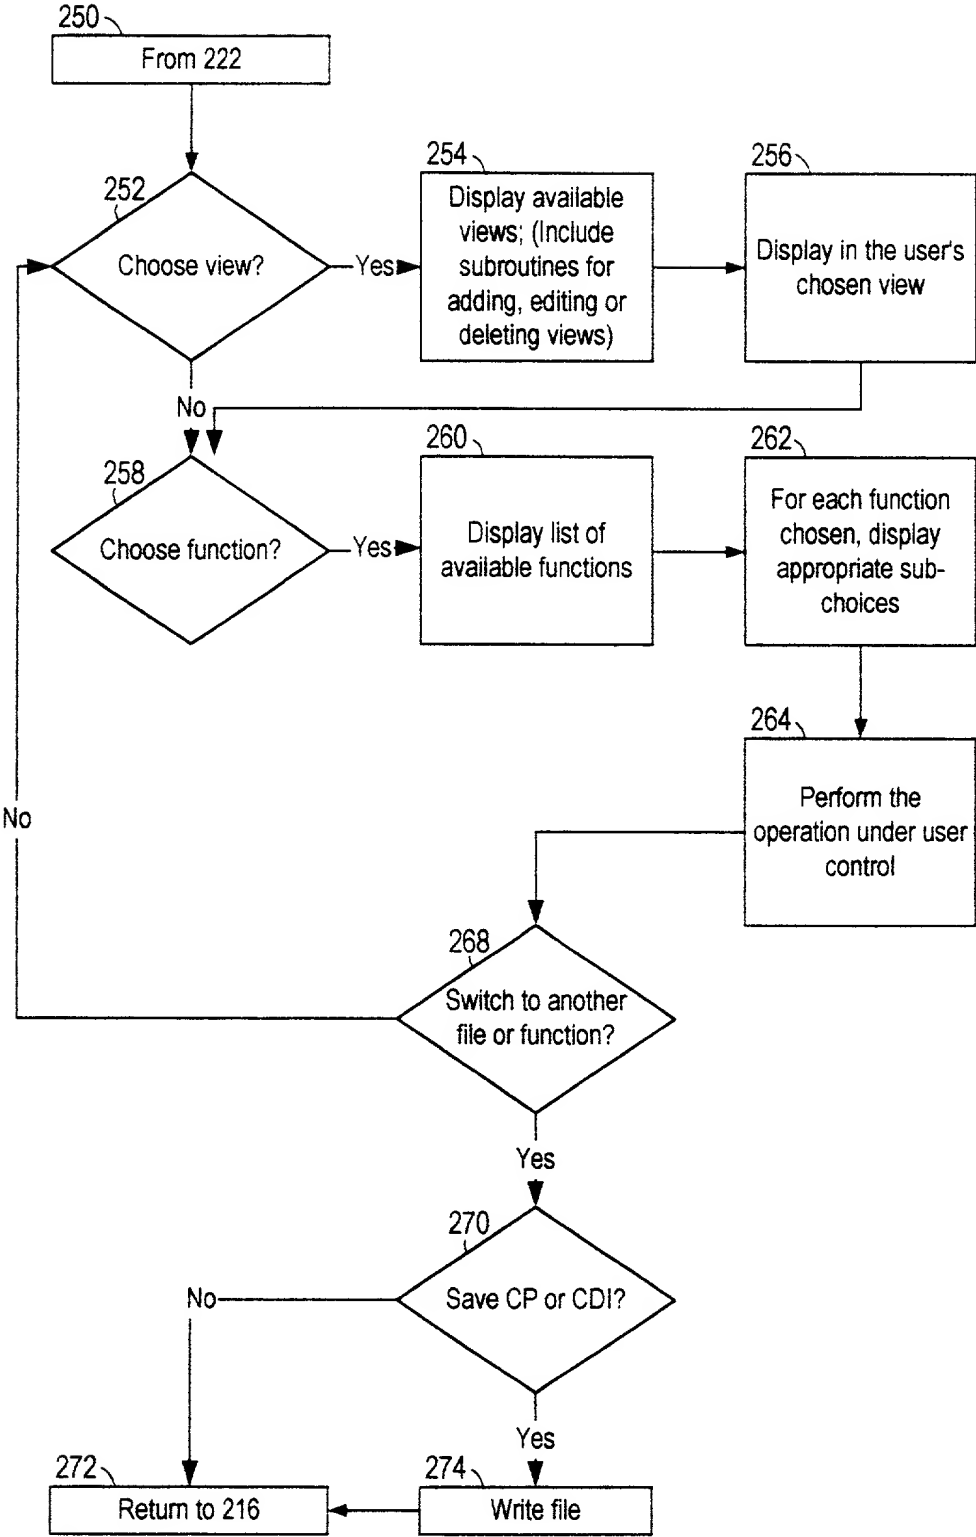 250
From 222
252
Choose view?
Yes
254
Display available
views; (Include
subroutines for
adding, editing or
deleting views)
256
Display in the user's
chosen view
No
258
Choose function?
Yes
260
Display list of
available functions
262
For each function
chosen, display
appropriate sub-
choices
264
Perform the
operation under user
control
No
268
Switch to another
file or function?
Yes
270
Save CP or CDI?
No
Yes
272
Return to 216
274
Write file